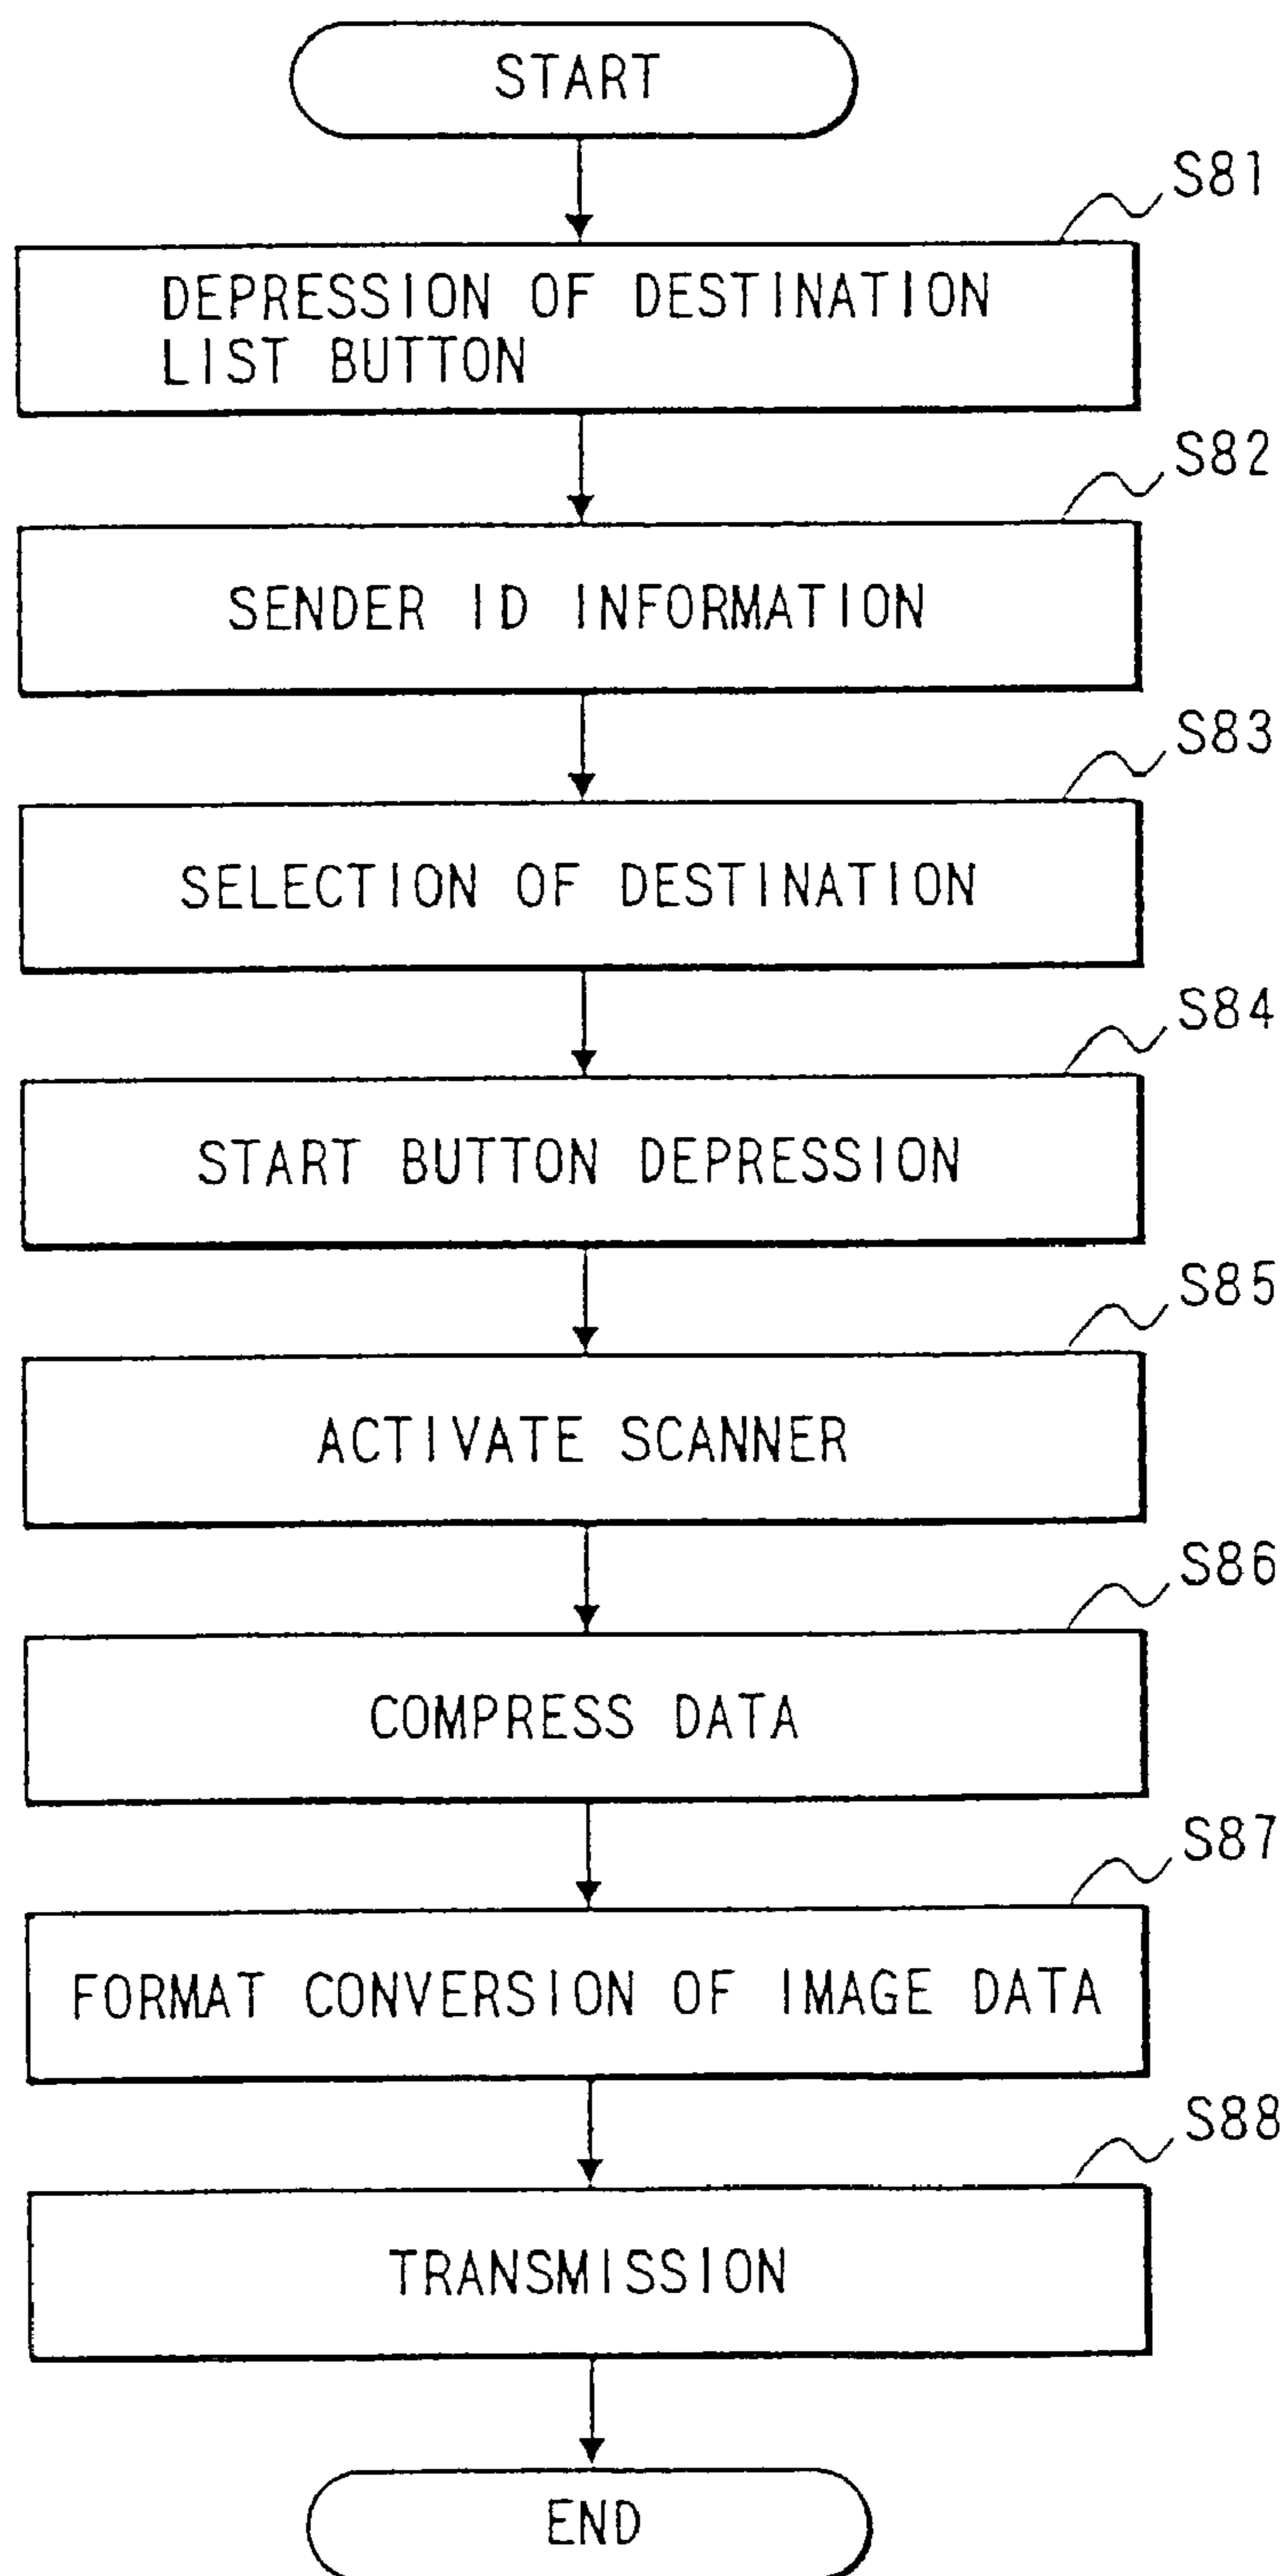 START
S81
DEPRESSION OF DESTINATION
LIST BUTTON
S82
SENDER ID INFORMATION
S83
SELECTION OF DESTINATION
S84
START BUTTON DEPRESSION
S85
ACTIVATE SCANNER
S86
COMPRESS DATA
S87
FORMAT CONVERSION OF IMAGE DATA
S88
TRANSMISSION
END